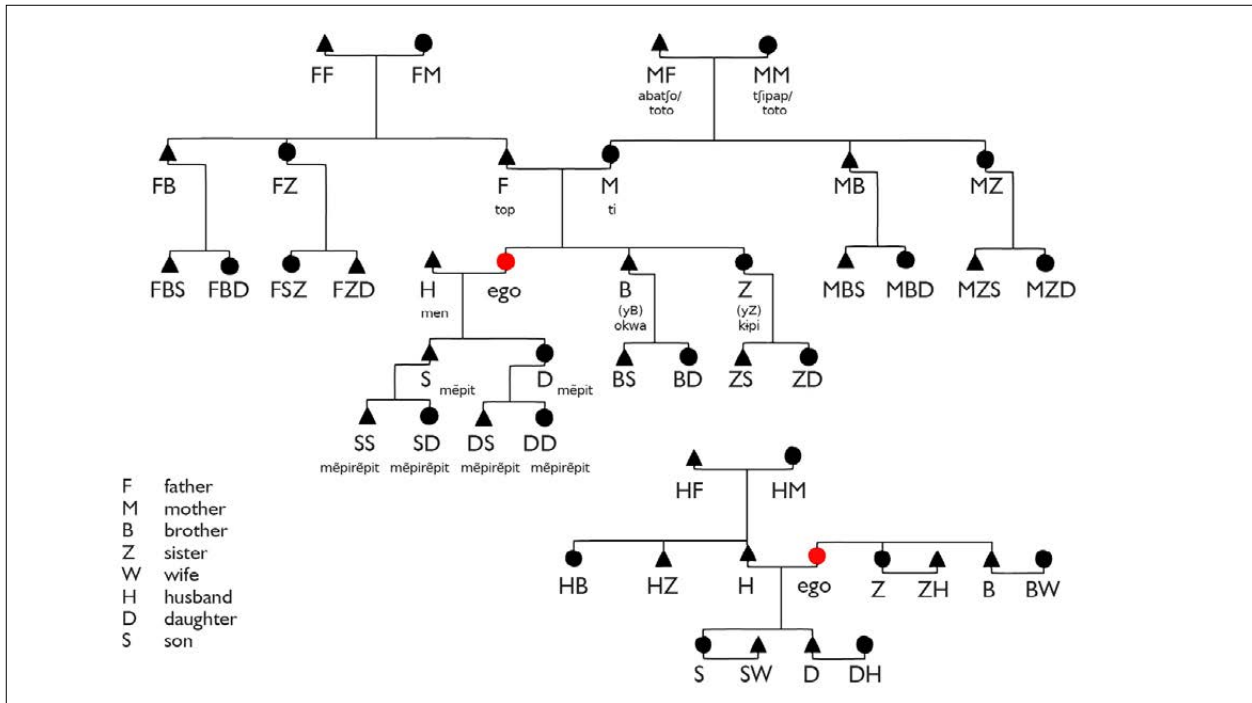 FF FM MF MM
abatʃo/ toto tʃipap/ toto
FB FZ F M MB MZ
top ti
FBS FBD FSZ FZD H ego B Z MBS MBD MZS MZD
men (yB) okwa (yZ) kɨpi
S mẽpit D mẽpit BS BD ZS ZD
SS SD DS DD
mẽpirẽpit mẽpirẽpit mẽpirẽpit mẽpirẽpit
HF HM
F father
M mother
B brother
Z sister
W wife
H husband
D daughter
S son
HB HZ H ego Z ZH B BW
S SW D DH